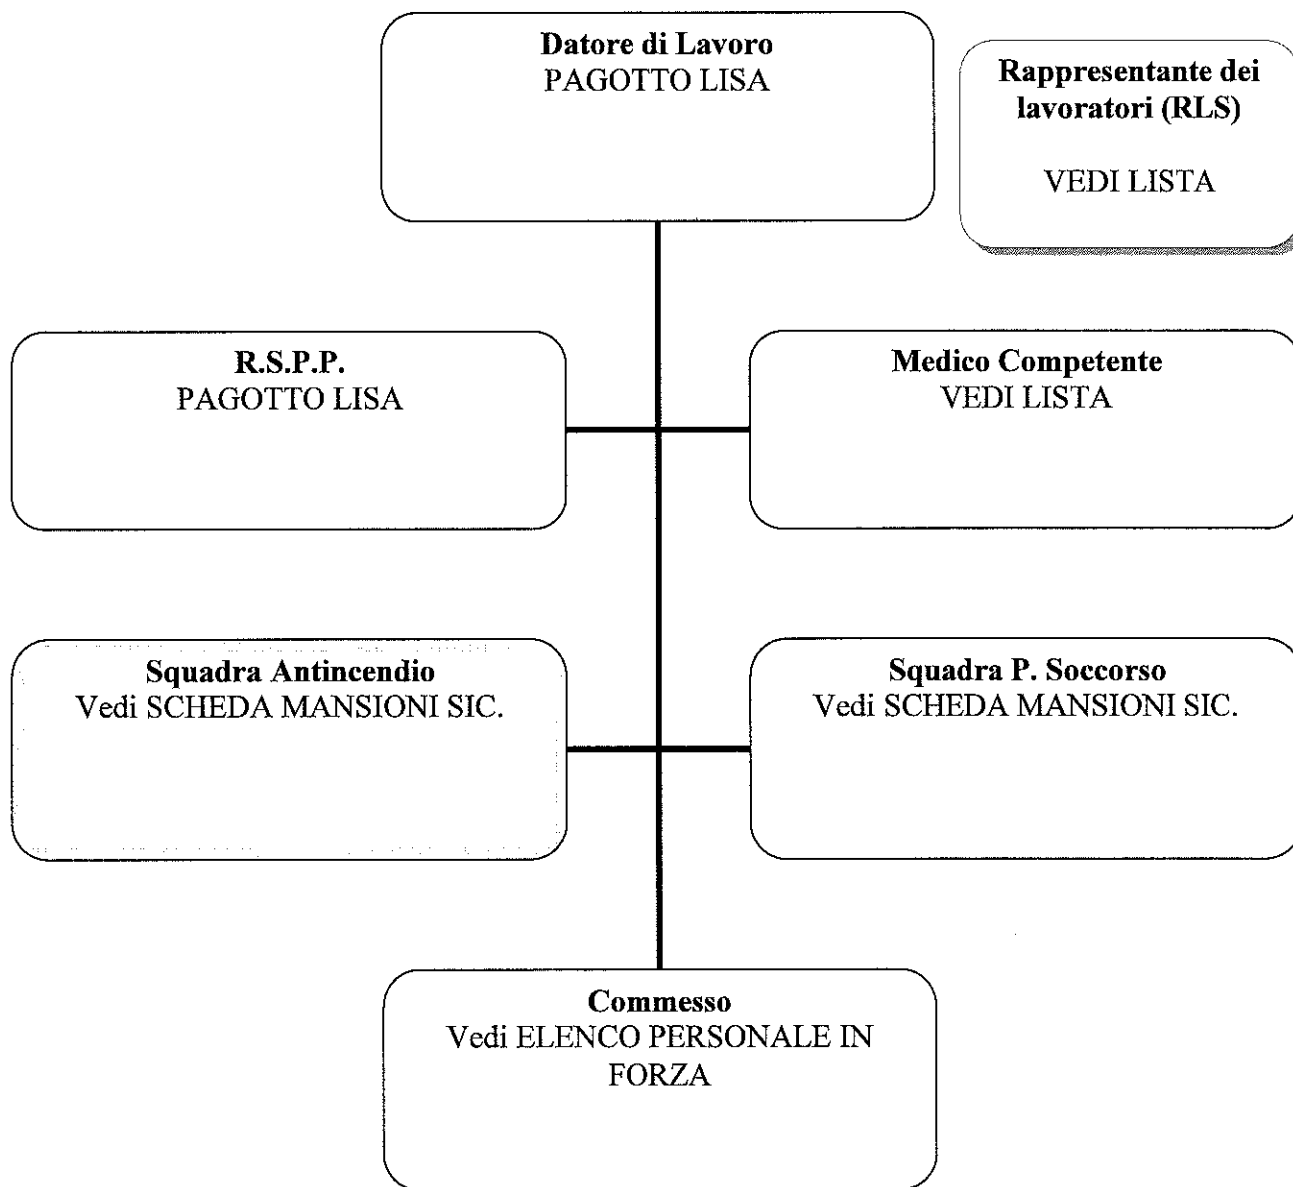 Datore di Lavoro
PAGOTTO LISA
Rappresentante dei
lavoratori (RLS)
VEDI LISTA
R.S.P.P.
PAGOTTO LISA
Medico Competente
VEDI LISTA
Squadra Antincendio
Vedi SCHEDA MANSIONI SIC.
Squadra P. Soccorso
Vedi SCHEDA MANSIONI SIC.
Commesso
Vedi ELENCO PERSONALE IN
FORZA